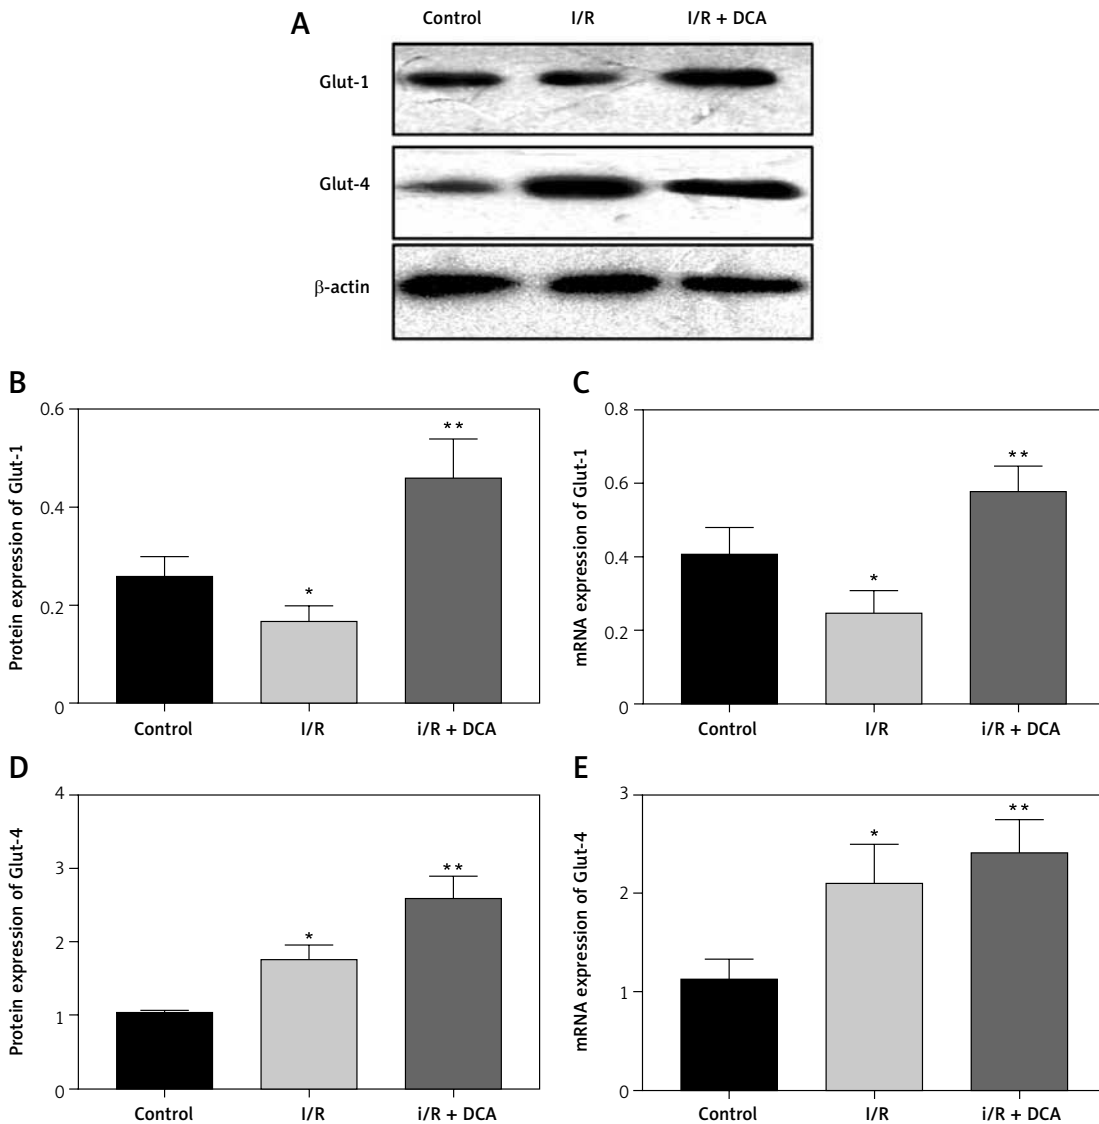 A
Control I/R I/R + DCA
Glut-1
Glut-4
β-actin
B
Protein expression of Glut-1
0.6
0.4
0.2
0
**
*
Control I/R i/R + DCA
C
mRNA expression of Glut-1
0.8
0.6
0.4
0.2
0
**
*
Control I/R i/R + DCA
D
Protein expression of Glut-4
4
3
2
1
0
**
*
Control I/R i/R + DCA
E
mRNA expression of Glut-4
3
2
1
0
**
*
Control I/R i/R + DCA